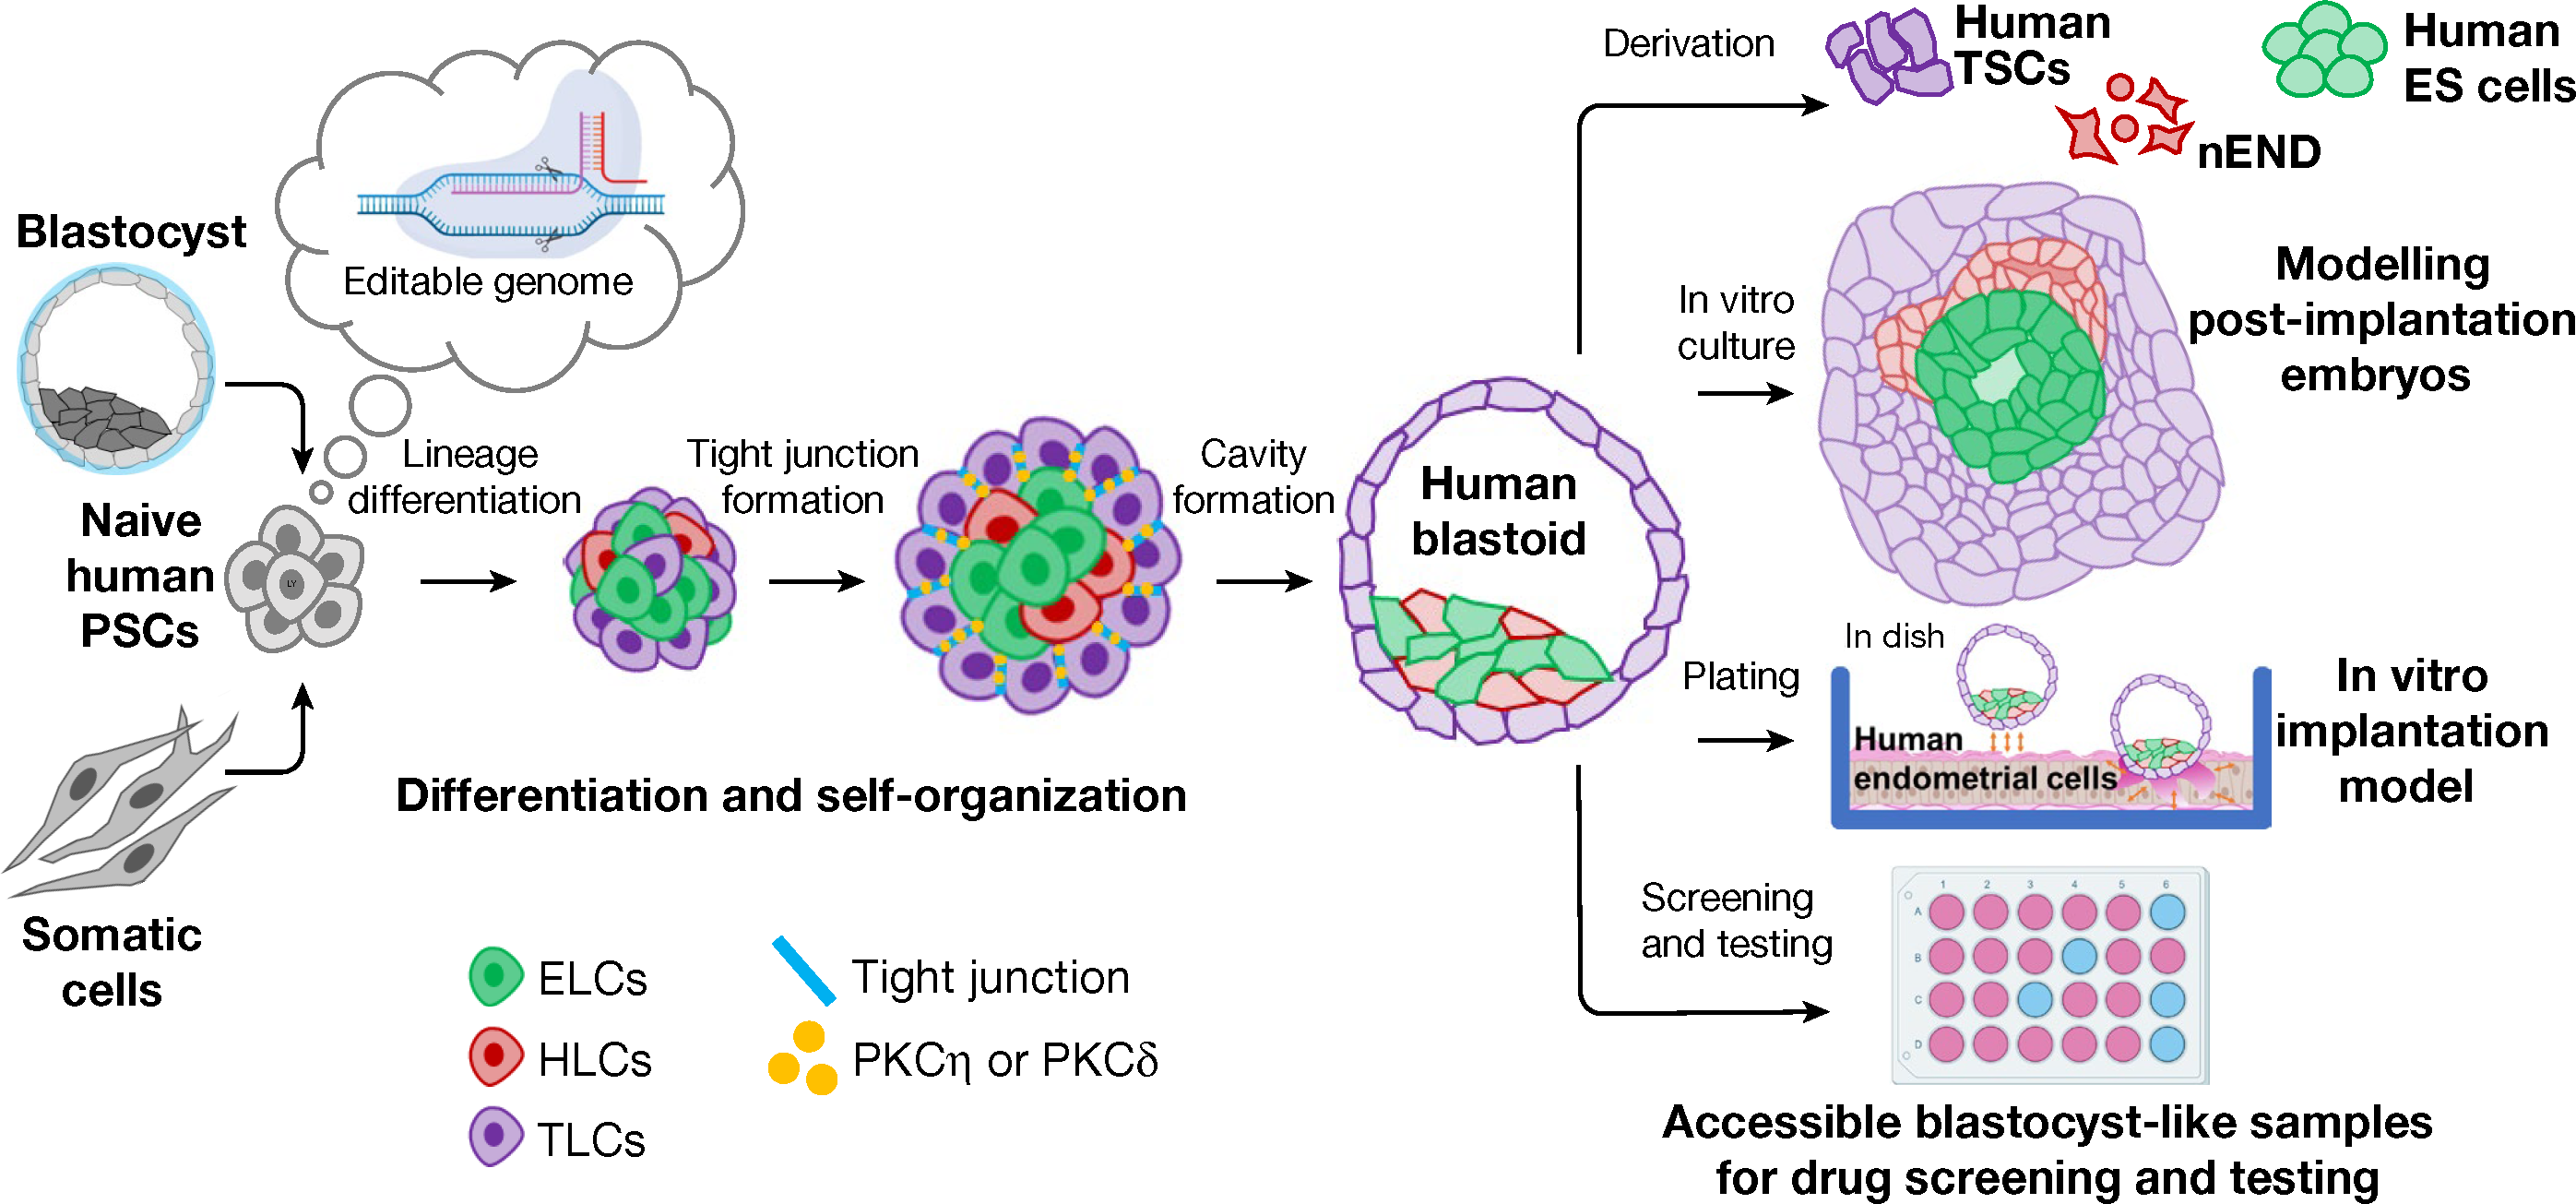 Blastocyst
Editable genome
Naive
human
PSCs
LY
Somatic
cells
Lineage
differentiation
Tight junction
formation
Cavity
formation
Differentiation and self-organization
ELCs
HLCs
TLCs
Tight junction
PKCη or PKCδ
Human
blastoid
Derivation
Human
TSCs
nEND
Human
ES cells
In vitro
culture
Modelling
post-implantation
embryos
Plating
In dish
Human
endometrial cells
In vitro
implantation
model
Screening
and testing
1 2 3 4 5 6
A
B
C
D
Accessible blastocyst-like samples
for drug screening and testing